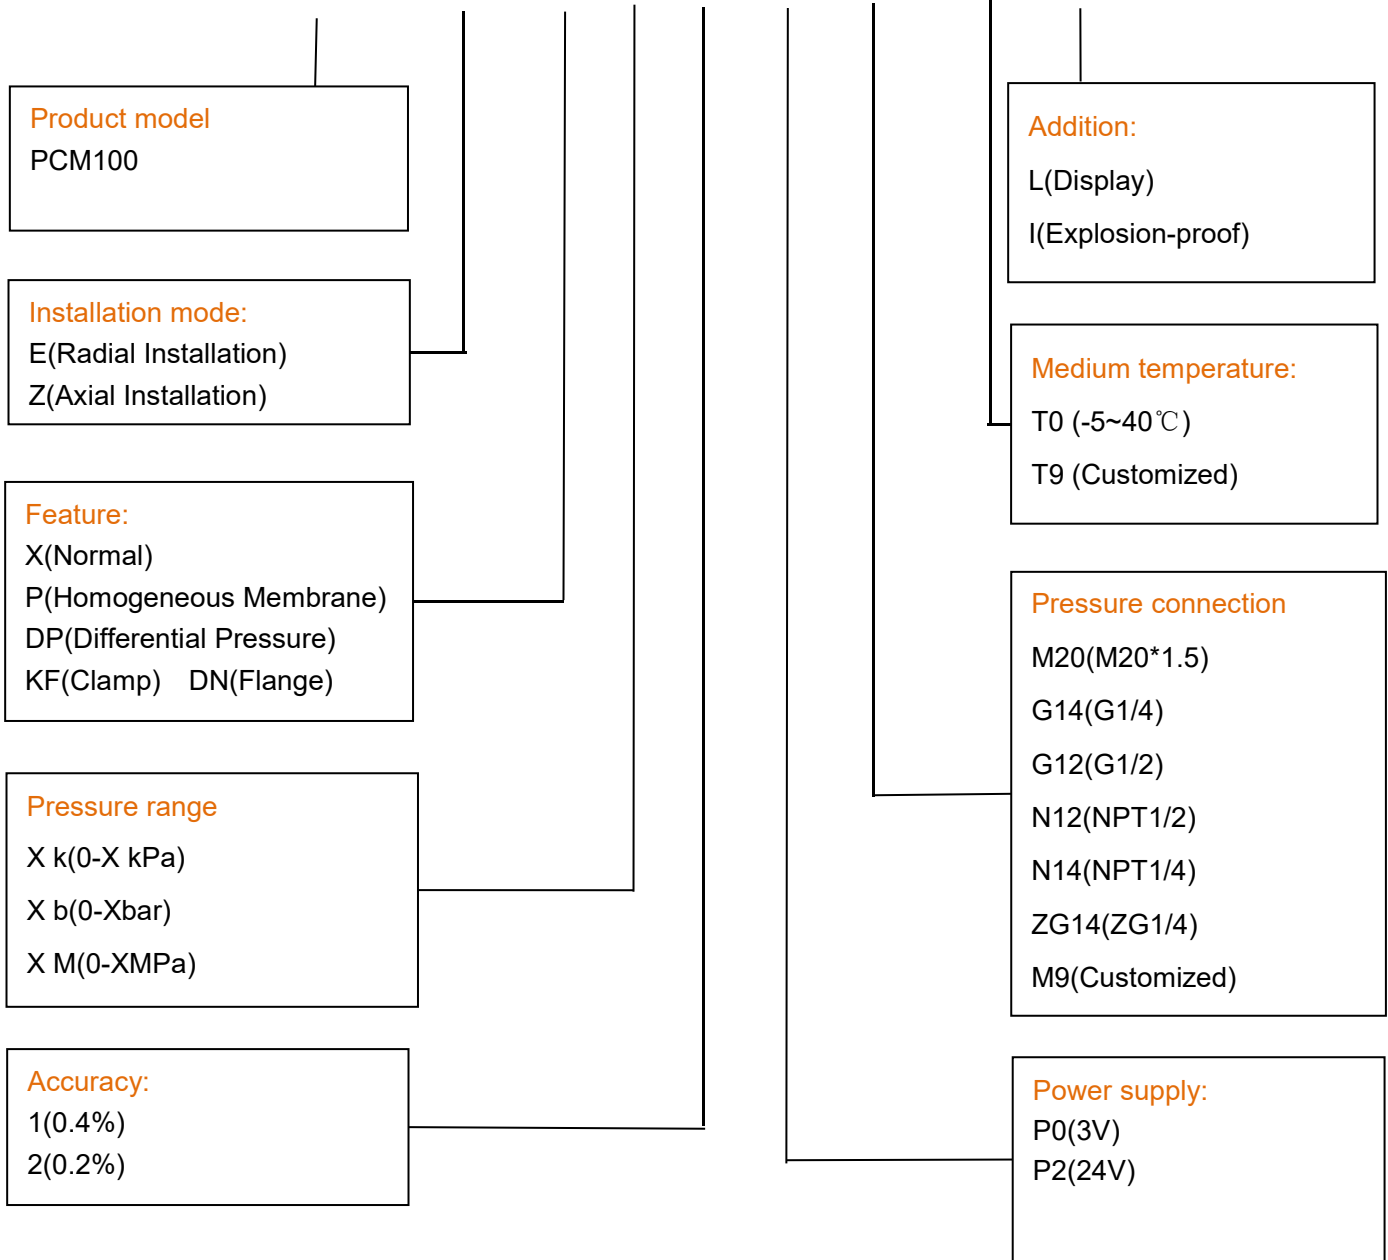 Product model
PCM100
Installation mode:
E(Radial Installation)
Z(Axial Installation)
Feature:
X(Normal)
P(Homogeneous Membrane)
DP(Differential Pressure)
KF(Clamp) DN(Flange)
Pressure range
X k(0-X kPa)
X b(0-Xbar)
X M(0-XMPa)
Accuracy:
1(0.4%)
2(0.2%)
Addition:
L(Display)
I(Explosion-proof)
Medium temperature:
T0 (-5~40℃)
T9 (Customized)
Pressure connection
M20(M20*1.5)
G14(G1/4)
G12(G1/2)
N12(NPT1/2)
N14(NPT1/4)
ZG14(ZG1/4)
M9(Customized)
Power supply:
P0(3V)
P2(24V)